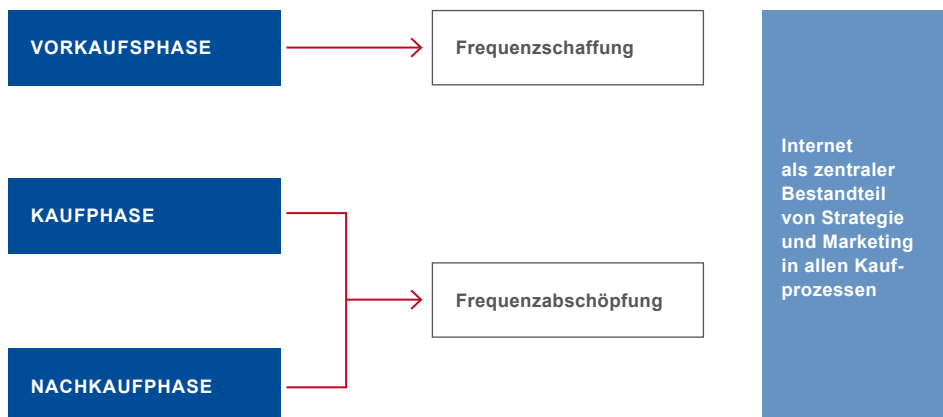 VORKAUFSPHASE
Frequenzschaffung
KAUFPHASE
Frequenzabschöpfung
NACHKAUFPHASE
Internet
als zentraler
Bestandteil
von Strategie
und Marketing
in allen Kauf-
prozessen